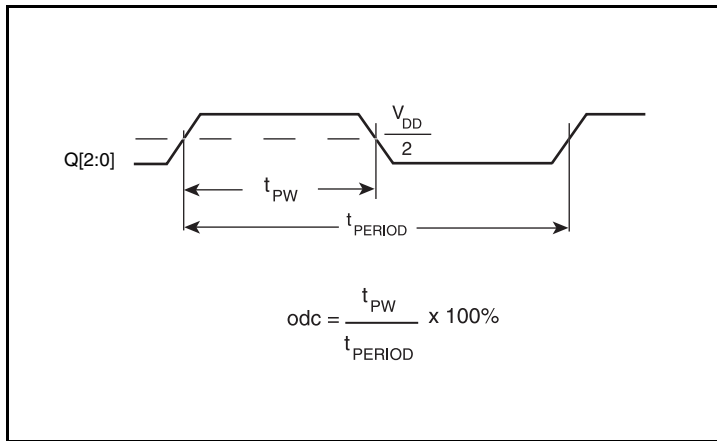 V_DD
2
Q[2:0]
t_PW
t_PERIOD
t_PW
odc = x 100%
t_PERIOD